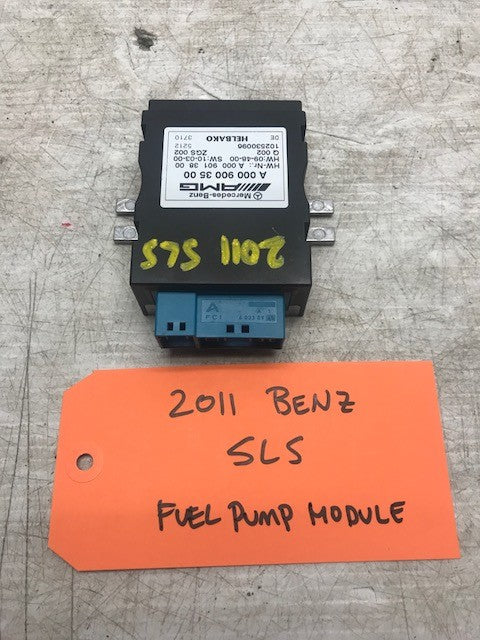 Mercedes-Benz
AMG
A 000 900 35 00
HW-Nr.: A 000 901 38 00
HW:09-48-00 SW:10-03-00
Q 002 ZGS 002
102530096 5212
HELBAKO
DE 3710
2011 SLS
FCI
2011 BENZ
SLS
FUEL PUMP MODULE